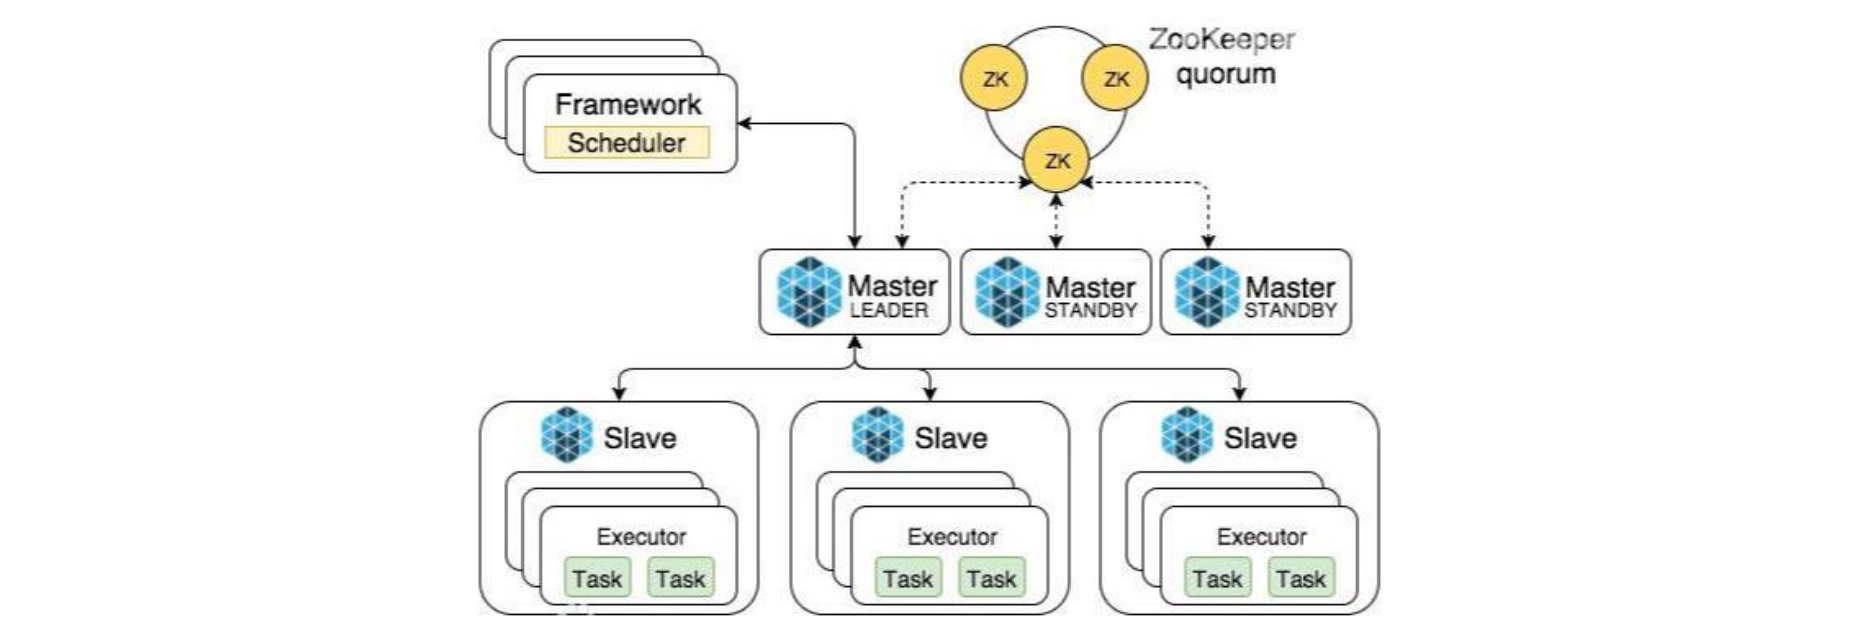 ZooKeeper
quorum
ZK
ZK
ZK
Framework
Scheduler
Master
LEADER
Master
STANDBY
Master
STANDBY
Slave
Executor
Task
Task
Slave
Executor
Task
Task
Slave
Executor
Task
Task